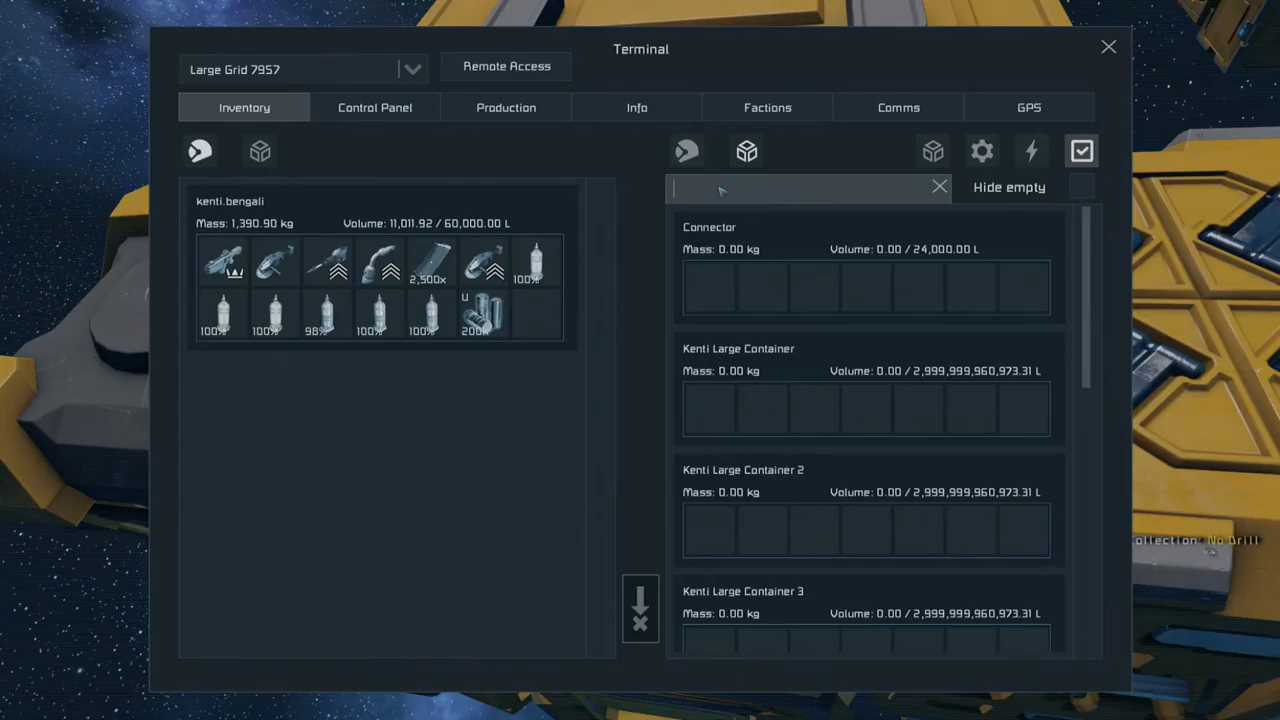 Terminal
Large Grid 7957
Remote Access
Inventory
Control Panel
Production
Info
Factions
Comms
GPS
Hide empty
kenti.bengali
Mass: 1,390.90 kg Volume: 11,011.92 / 60,000.00 L
2,500x
100%
100%
100%
98%
100%
100%
U
200x
Connector
Mass: 0.00 kg Volume: 0.00 / 24,000.00 L
Kenti Large Container
Mass: 0.00 kg Volume: 0.00 / 2,999,999,960,973.31 L
Kenti Large Container 2
Mass: 0.00 kg Volume: 0.00 / 2,999,999,960,973.31 L
Kenti Large Container 3
Mass: 0.00 kg Volume: 0.00 / 2,999,999,960,973.31 L
ollection: No Drill